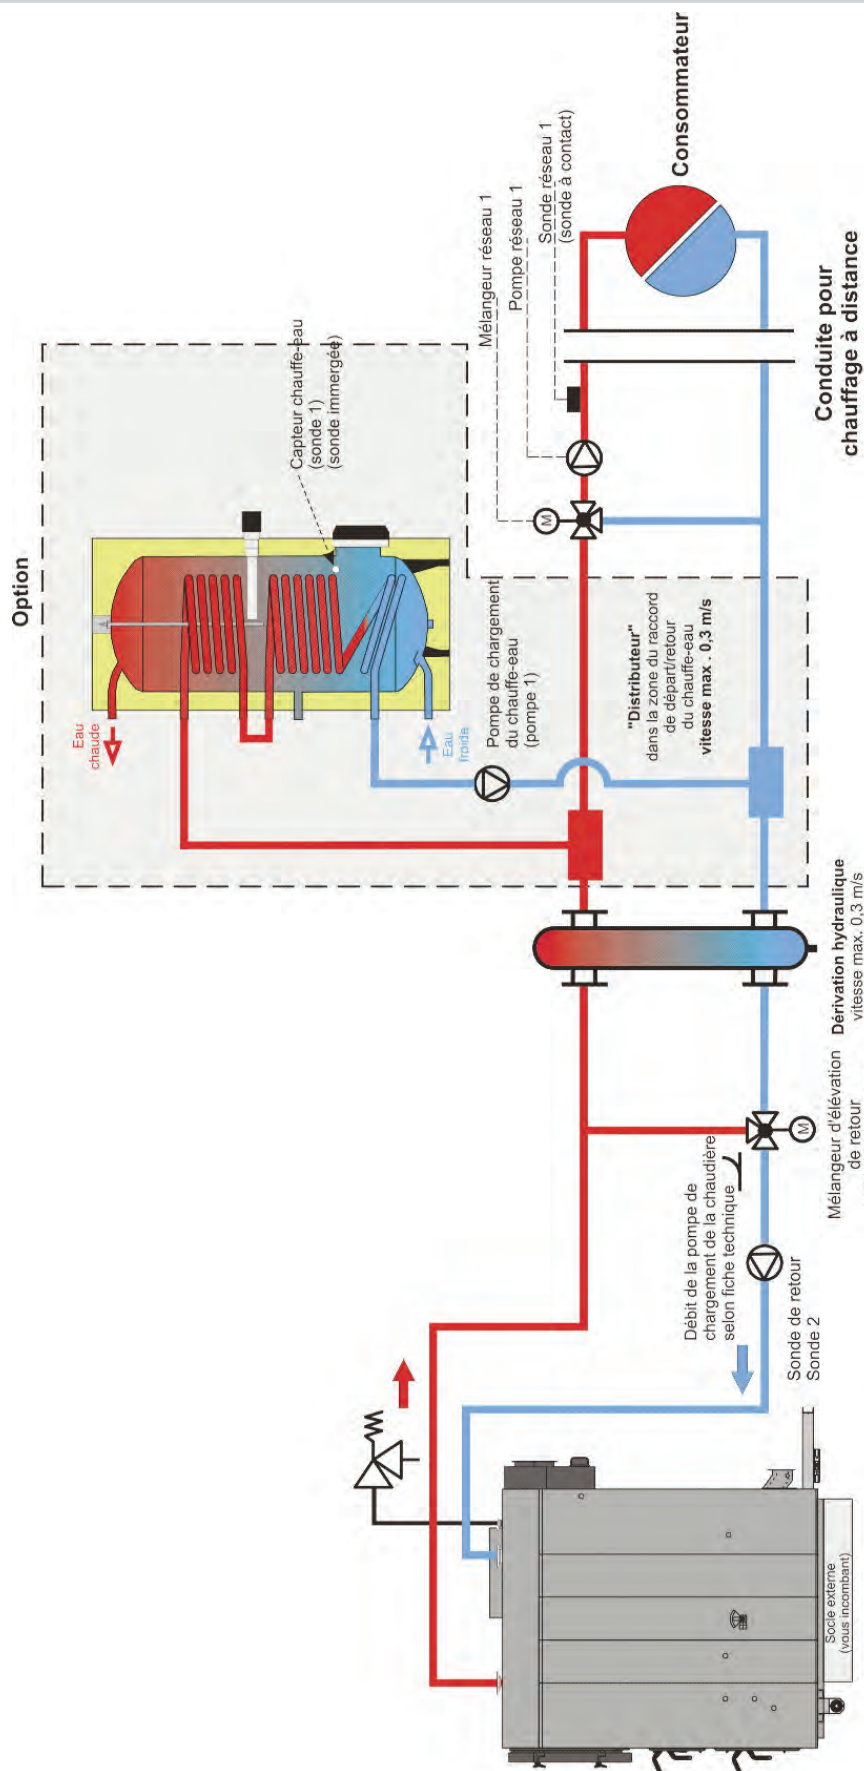 Option
Eau
chaude
Eau
froide
Capteur chauffe-eau
(sonde 1)
(sonde immergée)
Pompe de chargement
du chauffe-eau
(pompe 1)
"Distributeur"
dans la zone du raccord
de départ/retour
du chauffe-eau
vitesse max . 0,3 m/s
Mélangeur réseau 1
M
Pompe réseau 1
Sonde réseau 1
(sonde à contact)
Consommateur
Conduite pour
chauffage à distance
Dérivation hydraulique
vitesse max. 0,3 m/s
Mélangeur d'élévation
de retour
M
Débit de la pompe de
chargement de la chaudière
selon fiche technique
Sonde de retour
Sonde 2
Socle externe
(vous incombant)